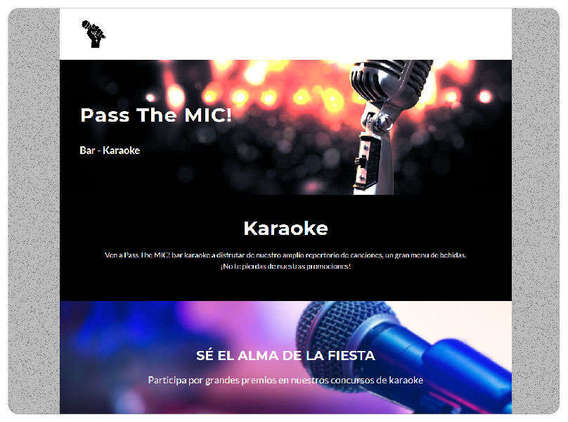 Pass The MIC!
Bar - Karaoke
Karaoke
Ven a Pass The MIC! bar karaoke a disfrutar de nuestro amplio repertorio de canciones, un gran menu de bebidas.
¡No te pierdas de nuestras promociones!
SÉ EL ALMA DE LA FIESTA
Participa por grandes premios en nuestros concursos de karaoke